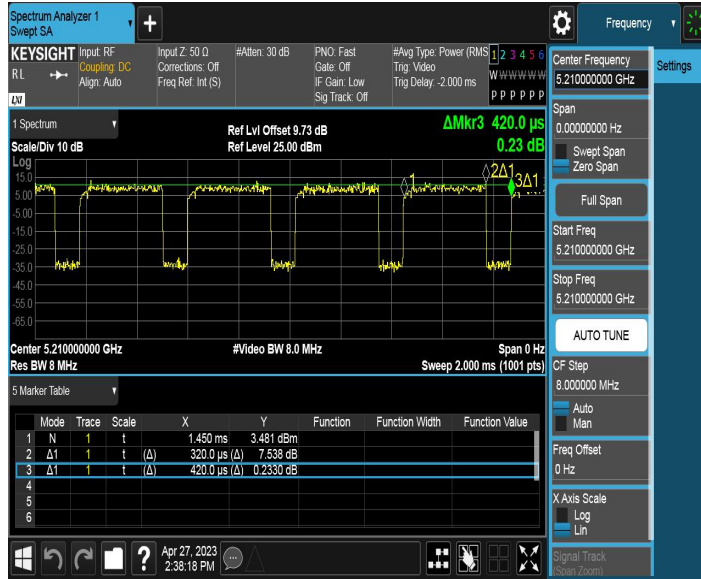 Spectrum Analyzer 1
Swept SA
Frequency
KEYSIGHT
RL
LXI
Input: RF
Coupling: DC
Align: Auto
Input Z: 50 Ω
Corrections: Off
Freq Ref: Int (S)
#Atten: 30 dB
PNO: Fast
Gate: Off
IF Gain: Low
Sig Track: Off
#Avg Type: Power (RMS
Trig: Video
Trig Delay: -2.000 ms
1 2 3 4 5 6
W W W W W W
P P P P P P
Center Frequency
5.210000000 GHz
Settings
Span
0.00000000 Hz
Swept Span
Zero Span
Full Span
Start Freq
5.210000000 GHz
Stop Freq
5.210000000 GHz
AUTO TUNE
CF Step
8.000000 MHz
Auto
Man
Freq Offset
0 Hz
X Axis Scale
Log
Lin
Signal Track
(Span Zoom)
1 Spectrum
Scale/Div 10 dB
Ref Lvl Offset 9.73 dB
Ref Level 25.00 dBm
ΔMkr3 420.0 µs
0.23 dB
Log
15.0
5.00
-5.00
-15.0
-25.0
-35.0
-45.0
-55.0
-65.0
1
2Δ1
3Δ1
Center 5.210000000 GHz
#Video BW 8.0 MHz
Span 0 Hz
Res BW 8 MHz
Sweep 2.000 ms (1001 pts)
5 Marker Table
Mode Trace Scale X Y Function Function Width Function Value
1 N 1 t 1.450 ms 3.481 dBm
2 Δ1 1 t (Δ) 320.0 µs (Δ) 7.538 dB
3 Δ1 1 t (Δ) 420.0 µs (Δ) 0.2330 dB
4
5
6
?
Apr 27, 2023
2:38:18 PM